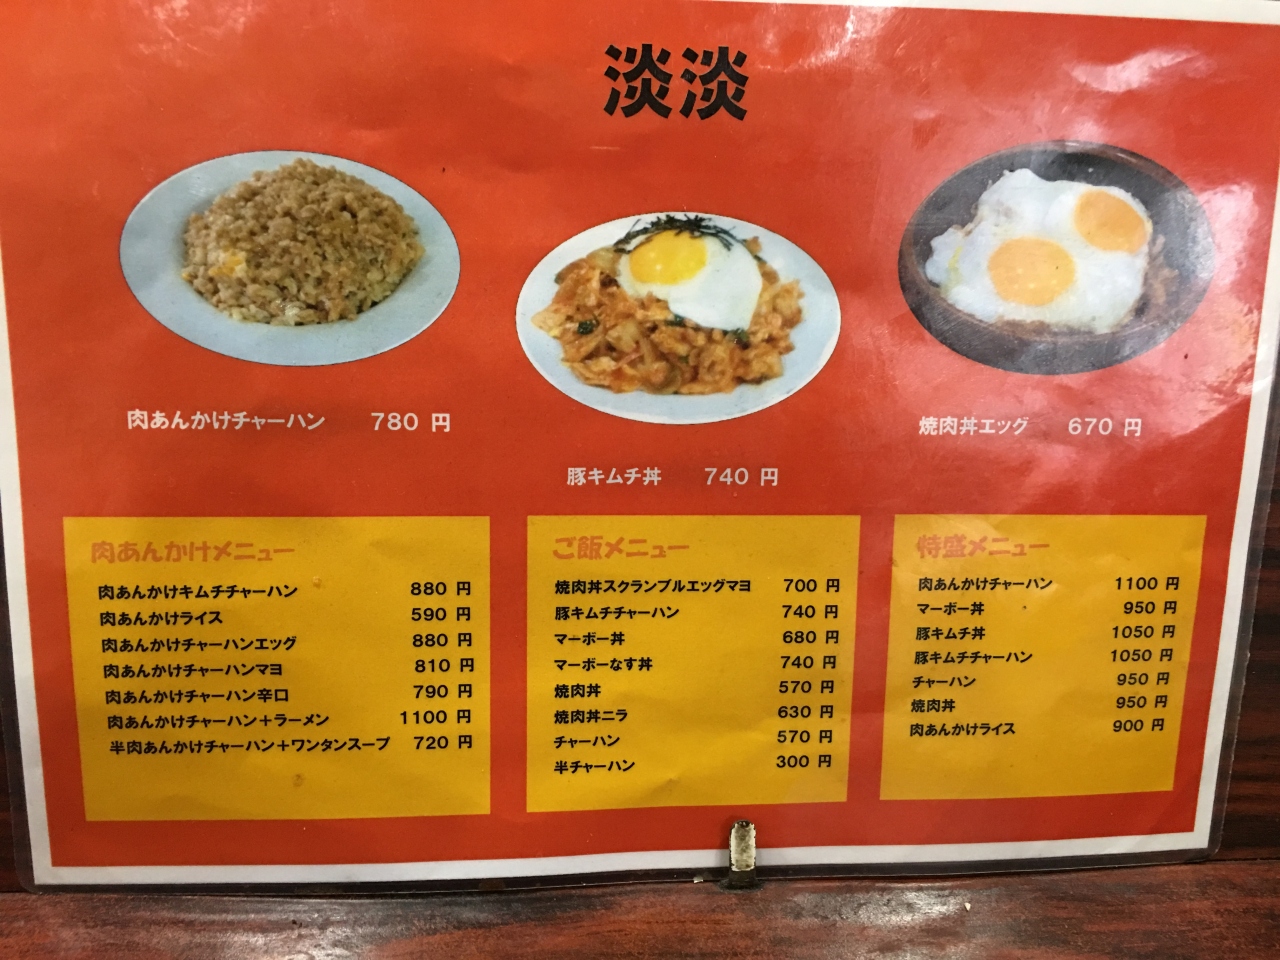 淡淡
肉あんかけチャーハン 780 円
豚キムチ丼 740 円
焼肉丼エッグ 670 円
肉あんかけメニュー
肉あんかけキムチチャーハン 880 円
肉あんかけライス 590 円
肉あんかけチャーハンエッグ 880 円
肉あんかけチャーハンマヨ 810 円
肉あんかけチャーハン辛口 790 円
肉あんかけチャーハン＋ラーメン 1100 円
半肉あんかけチャーハン＋ワンタンスープ 720 円
ご飯メニュー
焼肉丼スクランブルエッグマヨ 700 円
豚キムチチャーハン 740 円
マーボー丼 680 円
マーボーなす丼 740 円
焼肉丼 570 円
焼肉丼ニラ 630 円
チャーハン 570 円
半チャーハン 300 円
特盛メニュー
肉あんかけチャーハン 1100 円
マーボー丼 950 円
豚キムチ丼 1050 円
豚キムチチャーハン 1050 円
チャーハン 950 円
焼肉丼 950 円
肉あんかけライス 900 円